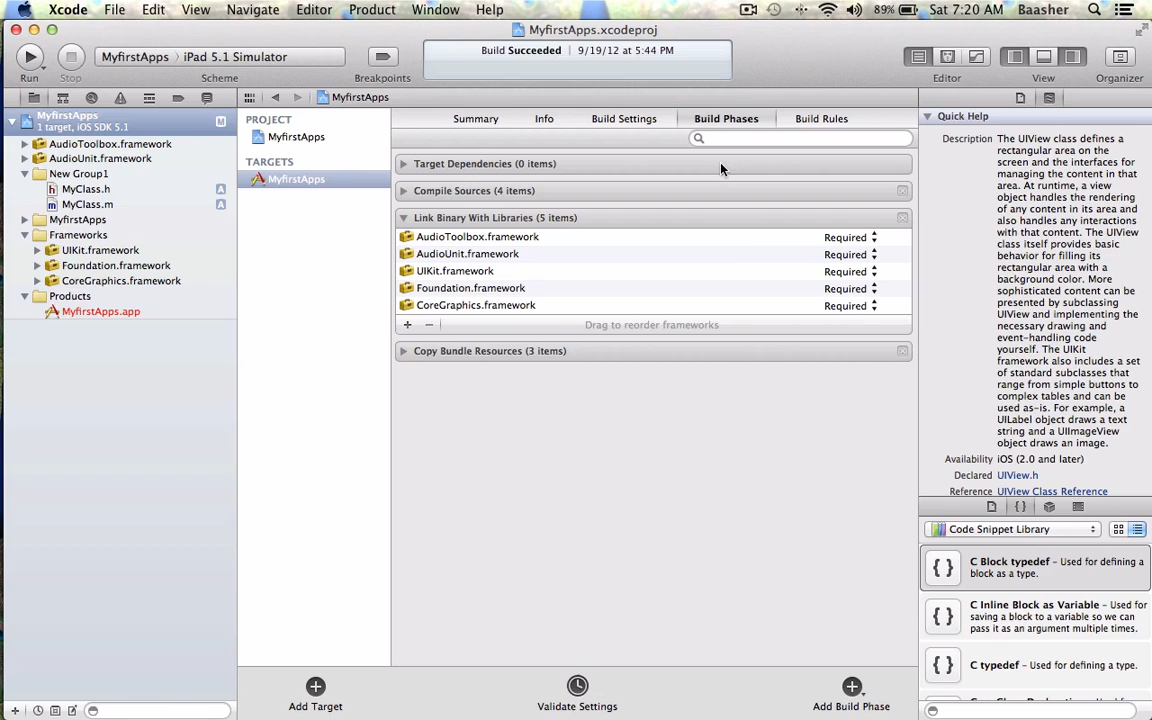 Xcode File Edit View Navigate Editor Product Window Help 89% Sat 7:20 AM Baasher
MyfirstApps.xcodeproj
MyfirstApps iPad 5.1 Simulator
Build Succeeded 9/19/12 at 5:44 PM
Run Stop Scheme Breakpoints Editor View Organizer
MyfirstApps
MyfirstApps M
1 target, iOS SDK 5.1
AudioToolbox.framework
AudioUnit.framework
New Group1
MyClass.h A
MyClass.m A
MyfirstApps
Frameworks
UIKit.framework
Foundation.framework
CoreGraphics.framework
Products
MyfirstApps.app
PROJECT
MyfirstApps
TARGETS
MyfirstApps
Summary Info Build Settings Build Phases Build Rules
Target Dependencies (0 items)
Compile Sources (4 items)
Link Binary With Libraries (5 items)
AudioToolbox.framework Required
AudioUnit.framework Required
UIKit.framework Required
Foundation.framework Required
CoreGraphics.framework Required
Drag to reorder frameworks
Copy Bundle Resources (3 items)
Add Target Validate Settings Add Build Phase
Quick Help
Description The UIView class defines a
rectangular area on the
screen and the interfaces for
managing the content in that
area. At runtime, a view
object handles the rendering
of any content in its area and
also handles any interactions
with that content. The UIView
class itself provides basic
behavior for filling its
rectangular area with a
background color. More
sophisticated content can be
presented by subclassing
UIView and implementing the
necessary drawing and
event-handling code
yourself. The UIKit
framework also includes a set
of standard subclasses that
range from simple buttons to
complex tables and can be
used as-is. For example, a
UILabel object draws a text
string and a UIImageView
object draws an image.
Availability iOS (2.0 and later)
Declared UIView.h
Reference UIView Class Reference
Code Snippet Library
C Block typedef – Used for defining a
block as a type.
C Inline Block as Variable – Used for
saving a block to a variable so we can
pass it as an argument multiple times.
C typedef – Used for defining a type.